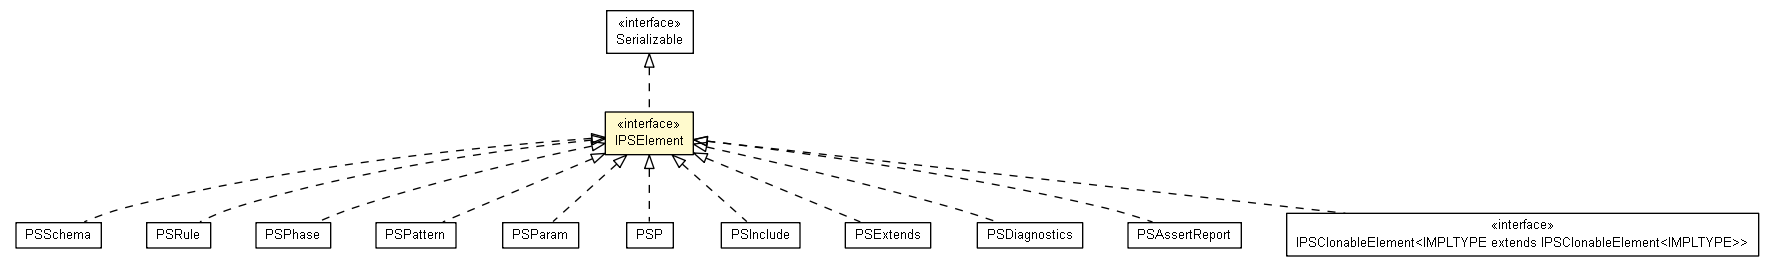 «interface»
Serializable
«interface»
IPSElement
PSSchema
PSRule
PSPhase
PSPattern
PSParam
PSP
PSInclude
PSExtends
PSDiagnostics
PSAssertReport
«interface»
IPSClonableElement<IMPLTYPE extends IPSClonableElement<IMPLTYPE>>